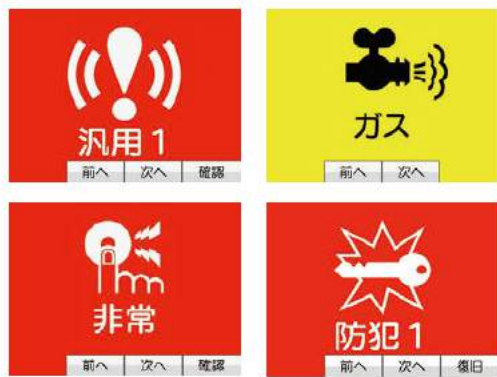 汎用1
前へ 次へ 確認
ガス
前へ 次へ
非常
前へ 次へ 確認
防犯1
前へ 次へ 復旧